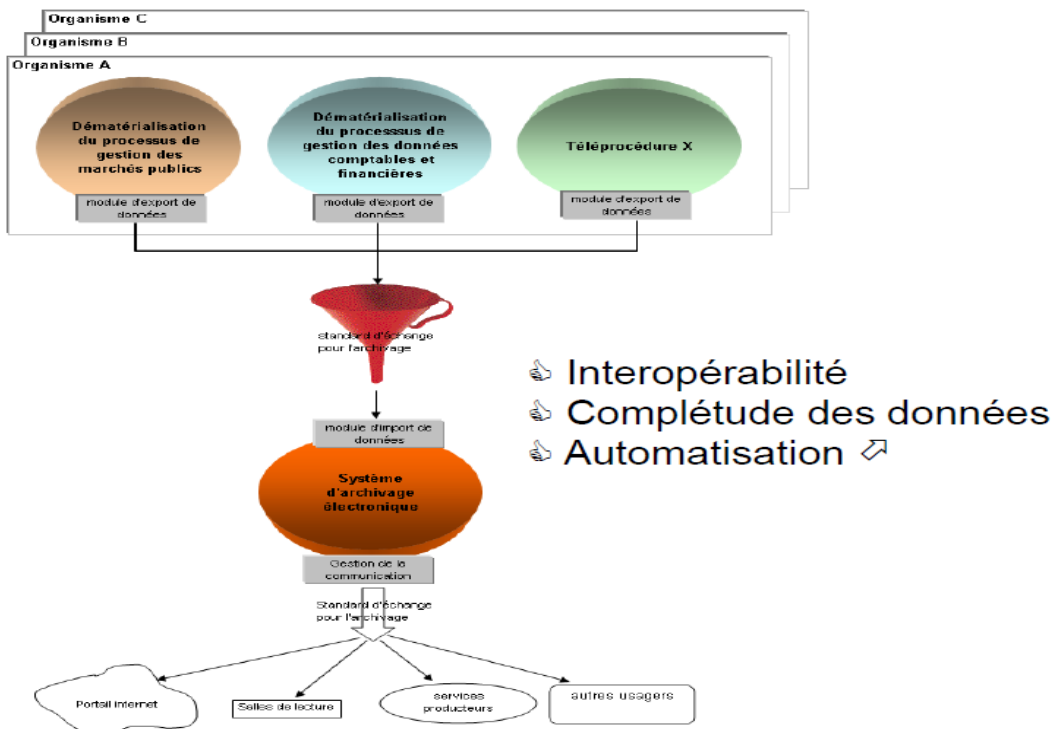 Organisme C
Organisme B
Organisme A
Dématérialisation
du processus de
gestion des
marchés publics
Dématérialisation
du processsus de
gestion des données
comptables et
financières
Téléprocédure X
module d'export de
données
module d'export de
données
module d'export de
données
standard d'échange
pour l'archivage
Interopérabilité
Complétude des données
Automatisation
module d'import de
données
Système
d'archivage
électronique
Gestion de la
communication
Standard d'échange
pour l'archivage
Portail internet
Salles de lecture
services
producteurs
autres usagers